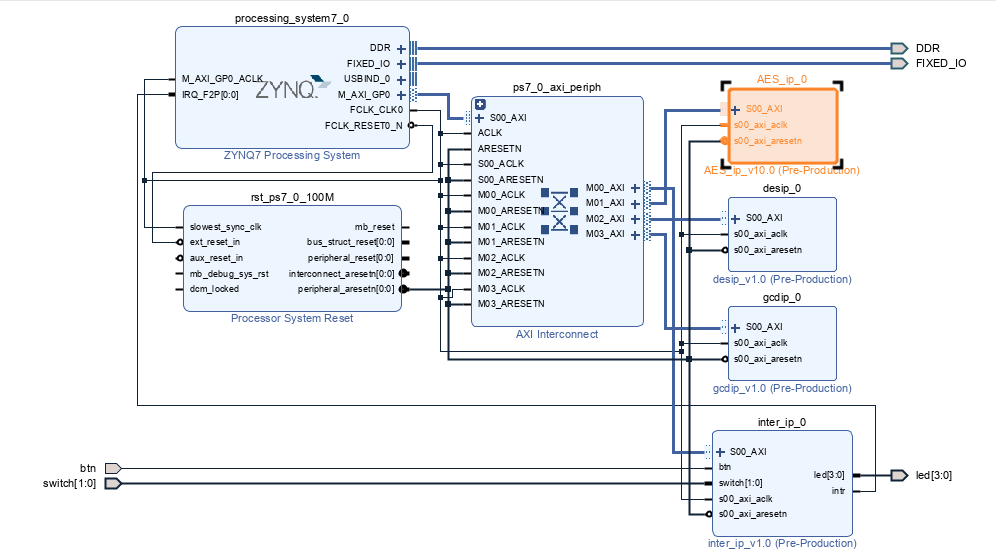 processing_system7_0
DDR
FIXED_IO
USBIND_0
M_AXI_GP0
FCLK_CLK0
FCLK_RESET0_N
M_AXI_GP0_ACLK
IRQ_F2P[0:0]
ZYNQ
ZYNQ7 Processing System
DDR
FIXED_IO
rst_ps7_0_100M
slowest_sync_clk
ext_reset_in
aux_reset_in
mb_debug_sys_rst
dcm_locked
mb_reset
bus_struct_reset[0:0]
peripheral_reset[0:0]
interconnect_aresetn[0:0]
peripheral_aresetn[0:0]
Processor System Reset
ps7_0_axi_periph
S00_AXI
ACLK
ARESETN
S00_ACLK
S00_ARESETN
M00_ACLK
M00_ARESETN
M01_ACLK
M01_ARESETN
M02_ACLK
M02_ARESETN
M03_ACLK
M03_ARESETN
M00_AXI
M01_AXI
M02_AXI
M03_AXI
AXI Interconnect
AES_ip_0
S00_AXI
s00_axi_aclk
s00_axi_aresetn
AES_ip_v10.0 (Pre-Production)
desip_0
S00_AXI
s00_axi_aclk
s00_axi_aresetn
desip_v1.0 (Pre-Production)
gcdip_0
S00_AXI
s00_axi_aclk
s00_axi_aresetn
gcdip_v1.0 (Pre-Production)
inter_ip_0
S00_AXI
btn
switch[1:0]
s00_axi_aclk
s00_axi_aresetn
led[3:0]
intr
inter_ip_v1.0 (Pre-Production)
btn
switch[1:0]
led[3:0]